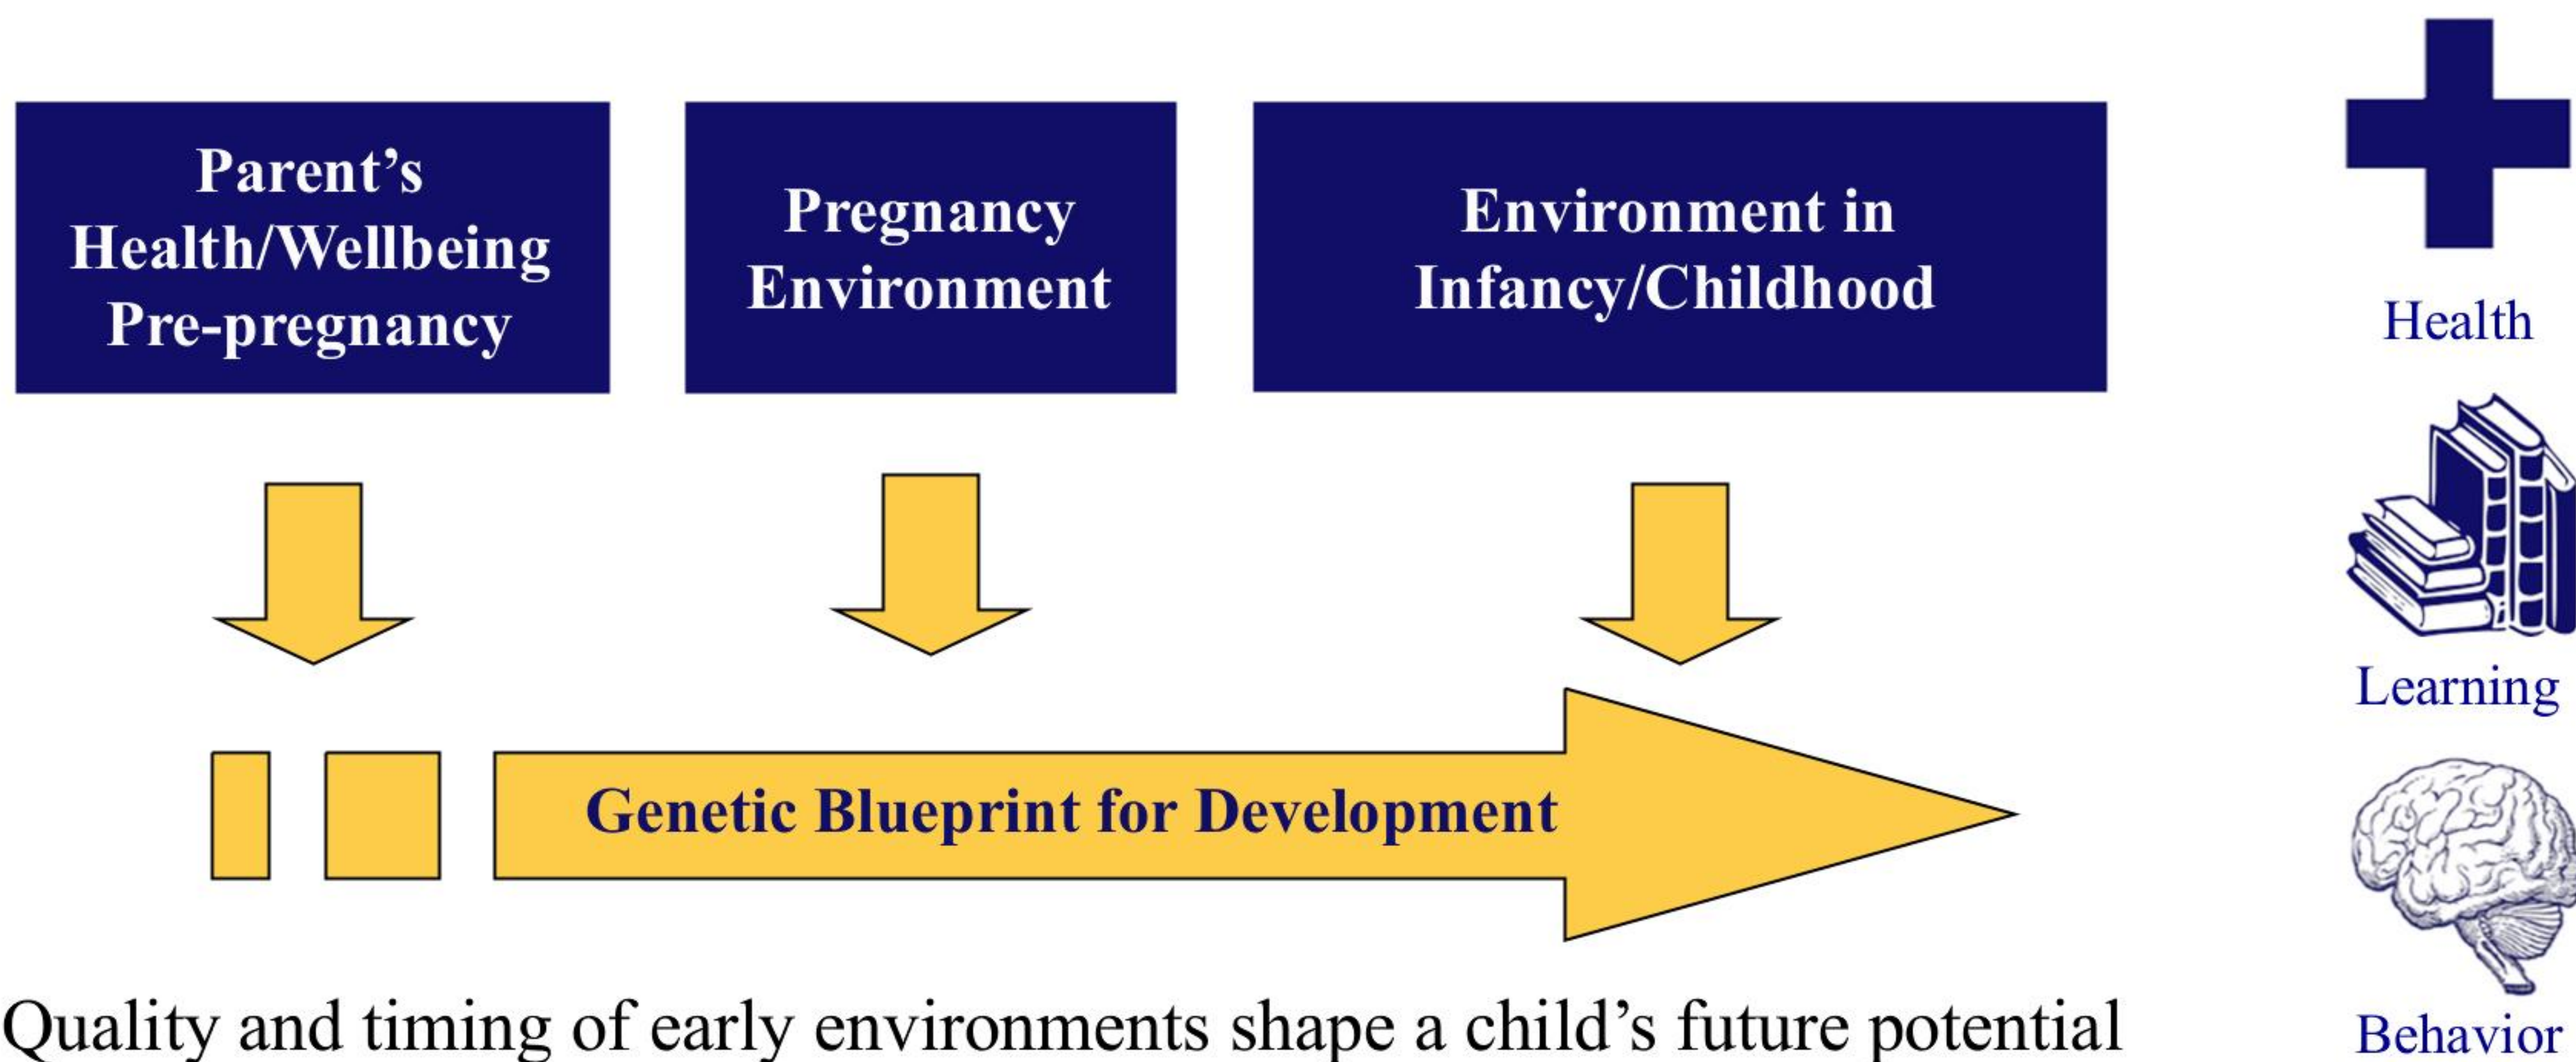 Parent’s
Health/Wellbeing
Pre-pregnancy
Pregnancy
Environment
Environment in
Infancy/Childhood
Genetic Blueprint for Development
Quality and timing of early environments shape a child’s future potential
Health
Learning
Behavior